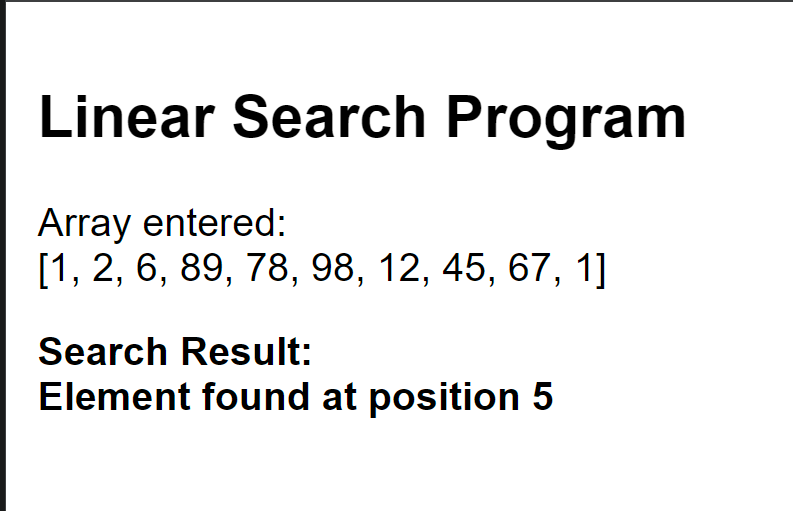 Linear Search Program
Array entered:
[1, 2, 6, 89, 78, 98, 12, 45, 67, 1]
Search Result:
Element found at position 5